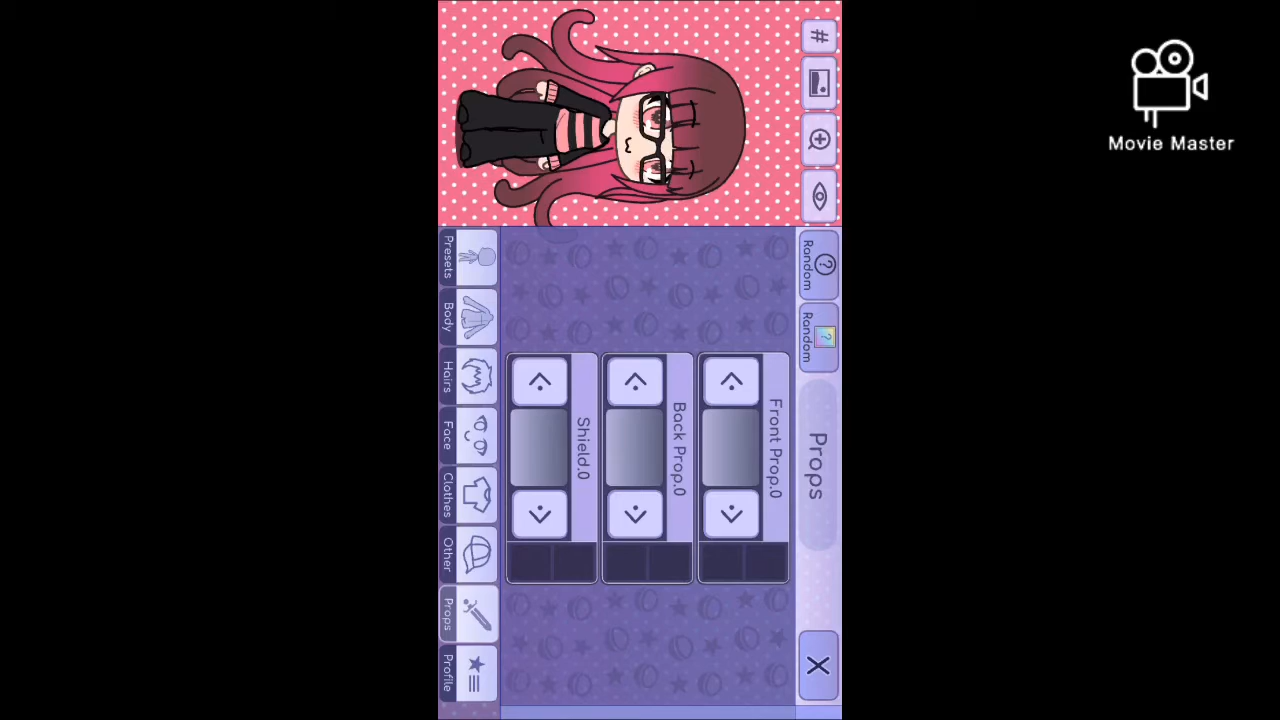 #
Random
Random
Props
X
Front Prop.0
Back Prop.0
Shield.0
Presets
Body
Hairs
Face
Clothes
Other
Props
Profile
Movie Master